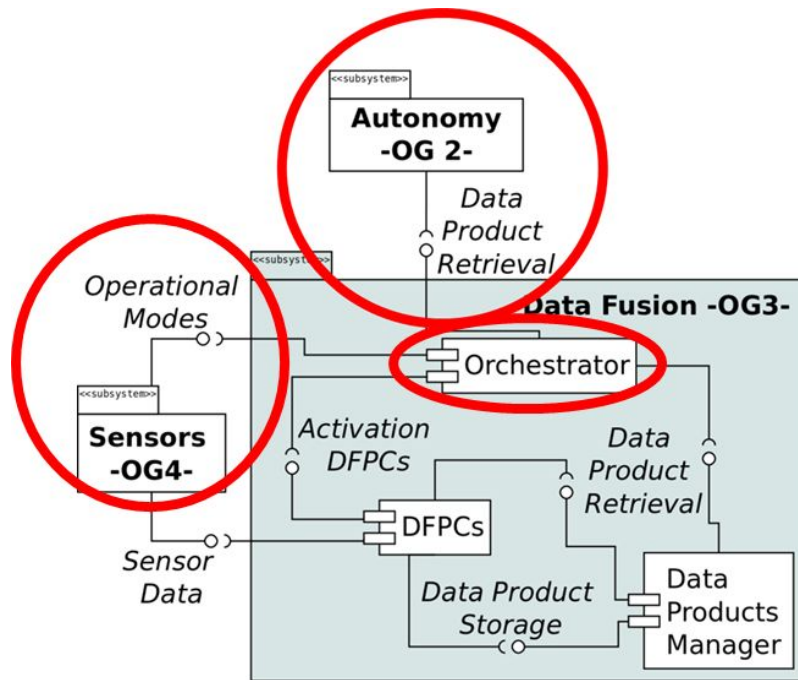 <<subsystem>>
Autonomy
-OG 2-
Data
Product
Retrieval
<<subsystem>>
Data Fusion -OG3-
Operational
Modes
Orchestrator
<<subsystem>>
Sensors
-OG4-
Activation
DFPCs
Data
Product
Retrieval
DFPCs
Sensor
Data
Data Product
Storage
Data
Products
Manager